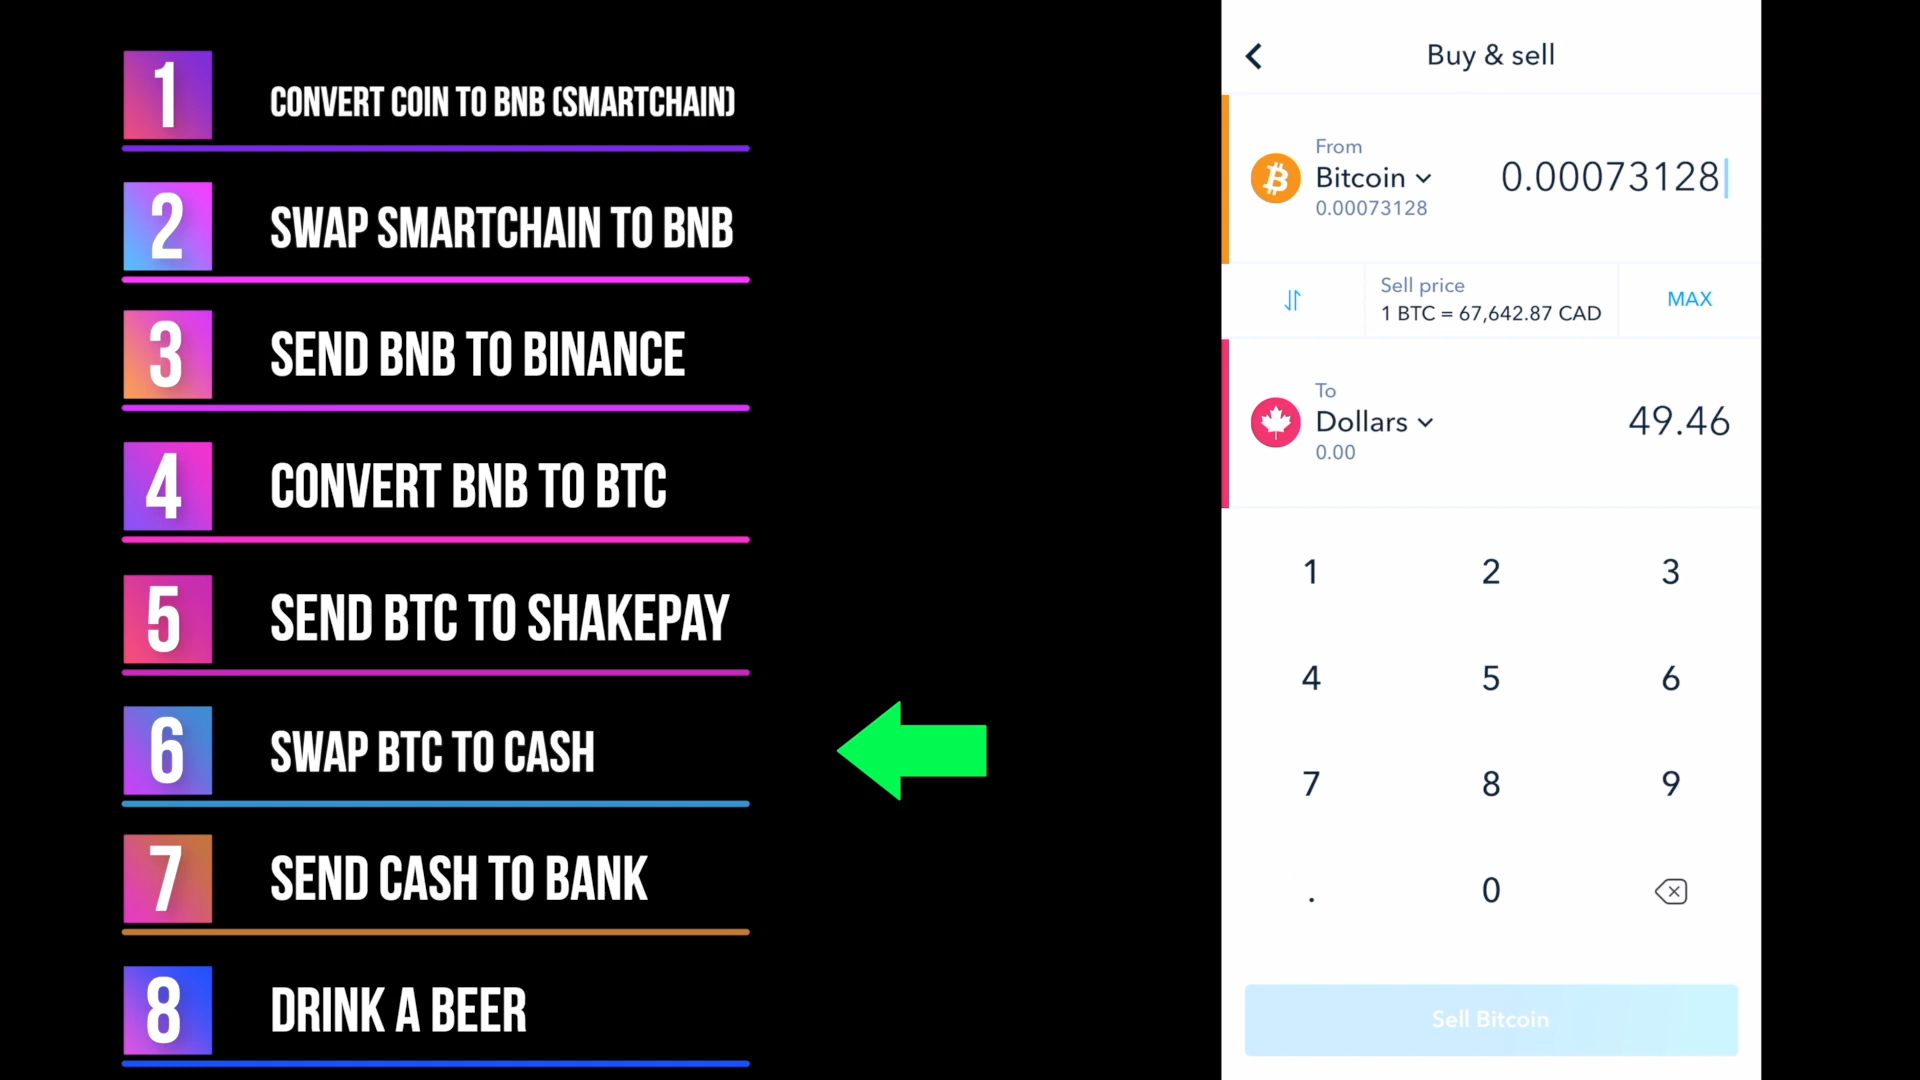 1
CONVERT COIN TO BNB (SMARTCHAIN)
2
SWAP SMARTCHAIN TO BNB
3
SEND BNB TO BINANCE
4
CONVERT BNB TO BTC
5
SEND BTC TO SHAKEPAY
6
SWAP BTC TO CASH
7
SEND CASH TO BANK
8
DRINK A BEER
Buy & sell
From
Bitcoin
0.00073128
0.00073128
Sell price
1 BTC = 67,642.87 CAD
MAX
To
Dollars
0.00
49.46
1 2 3
4 5 6
7 8 9
. 0
Sell Bitcoin